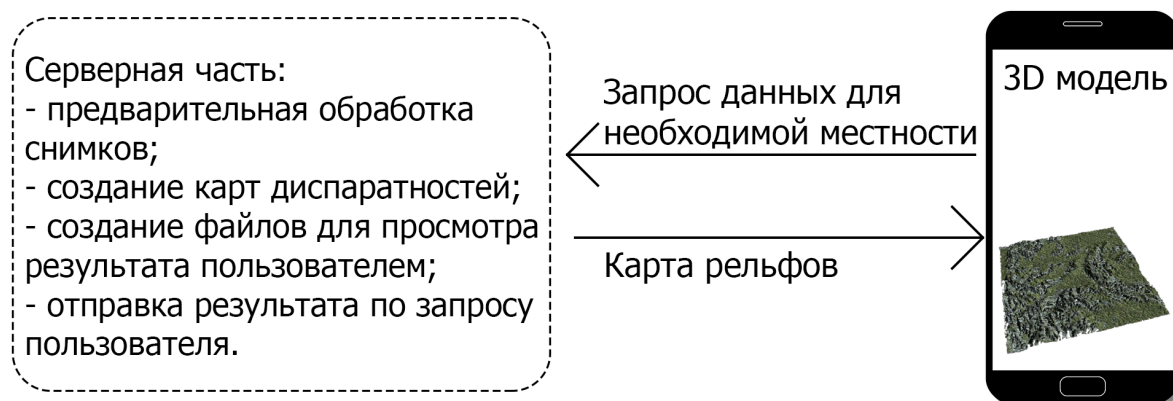 Серверная часть:
- предварительная обработка
снимков;
- создание карт диспаратностей;
- создание файлов для просмотра
результата пользователем;
- отправка результата по запросу
пользователя.
Запрос данных для
необходимой местности
Карта рельфов
3D модель